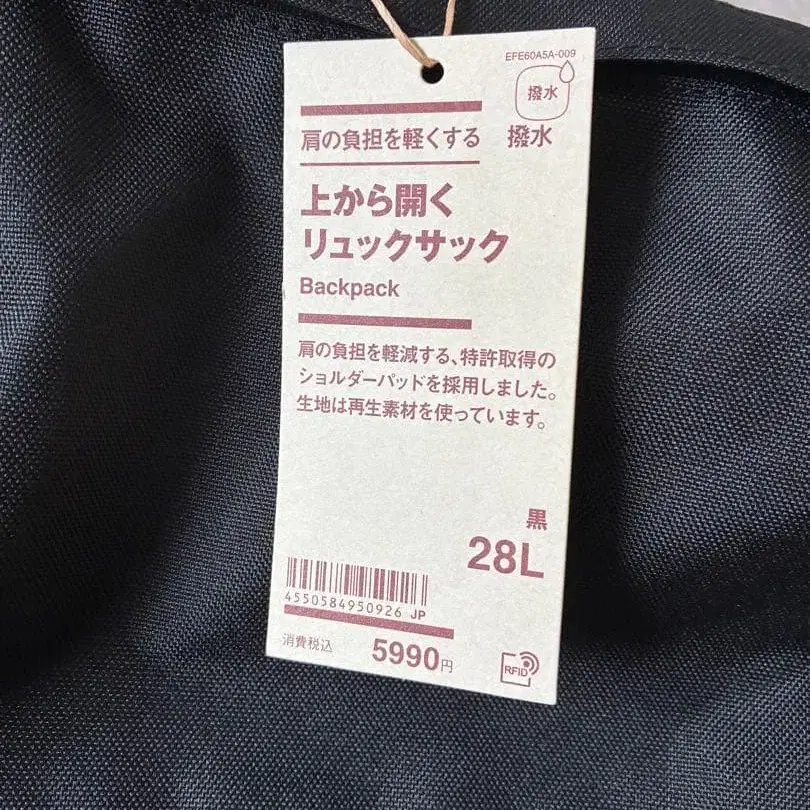 EFE60A5A-009
撥水
肩の負担を軽くする 撥水
上から開く
リュックサック
Backpack
肩の負担を軽減する、特許取得の
ショルダーパッドを採用しました。
生地は再生素材を使っています。
黒
28L
4550584950926 JP
消費税込 5990円
RFID